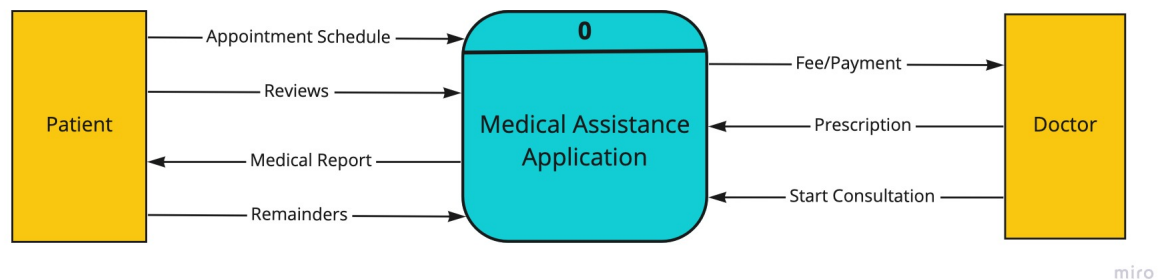 0
Appointment Schedule
Fee/Payment
Reviews
Patient
Medical Assistance
Application
Prescription
Doctor
Medical Report
Start Consultation
Remainders
miro